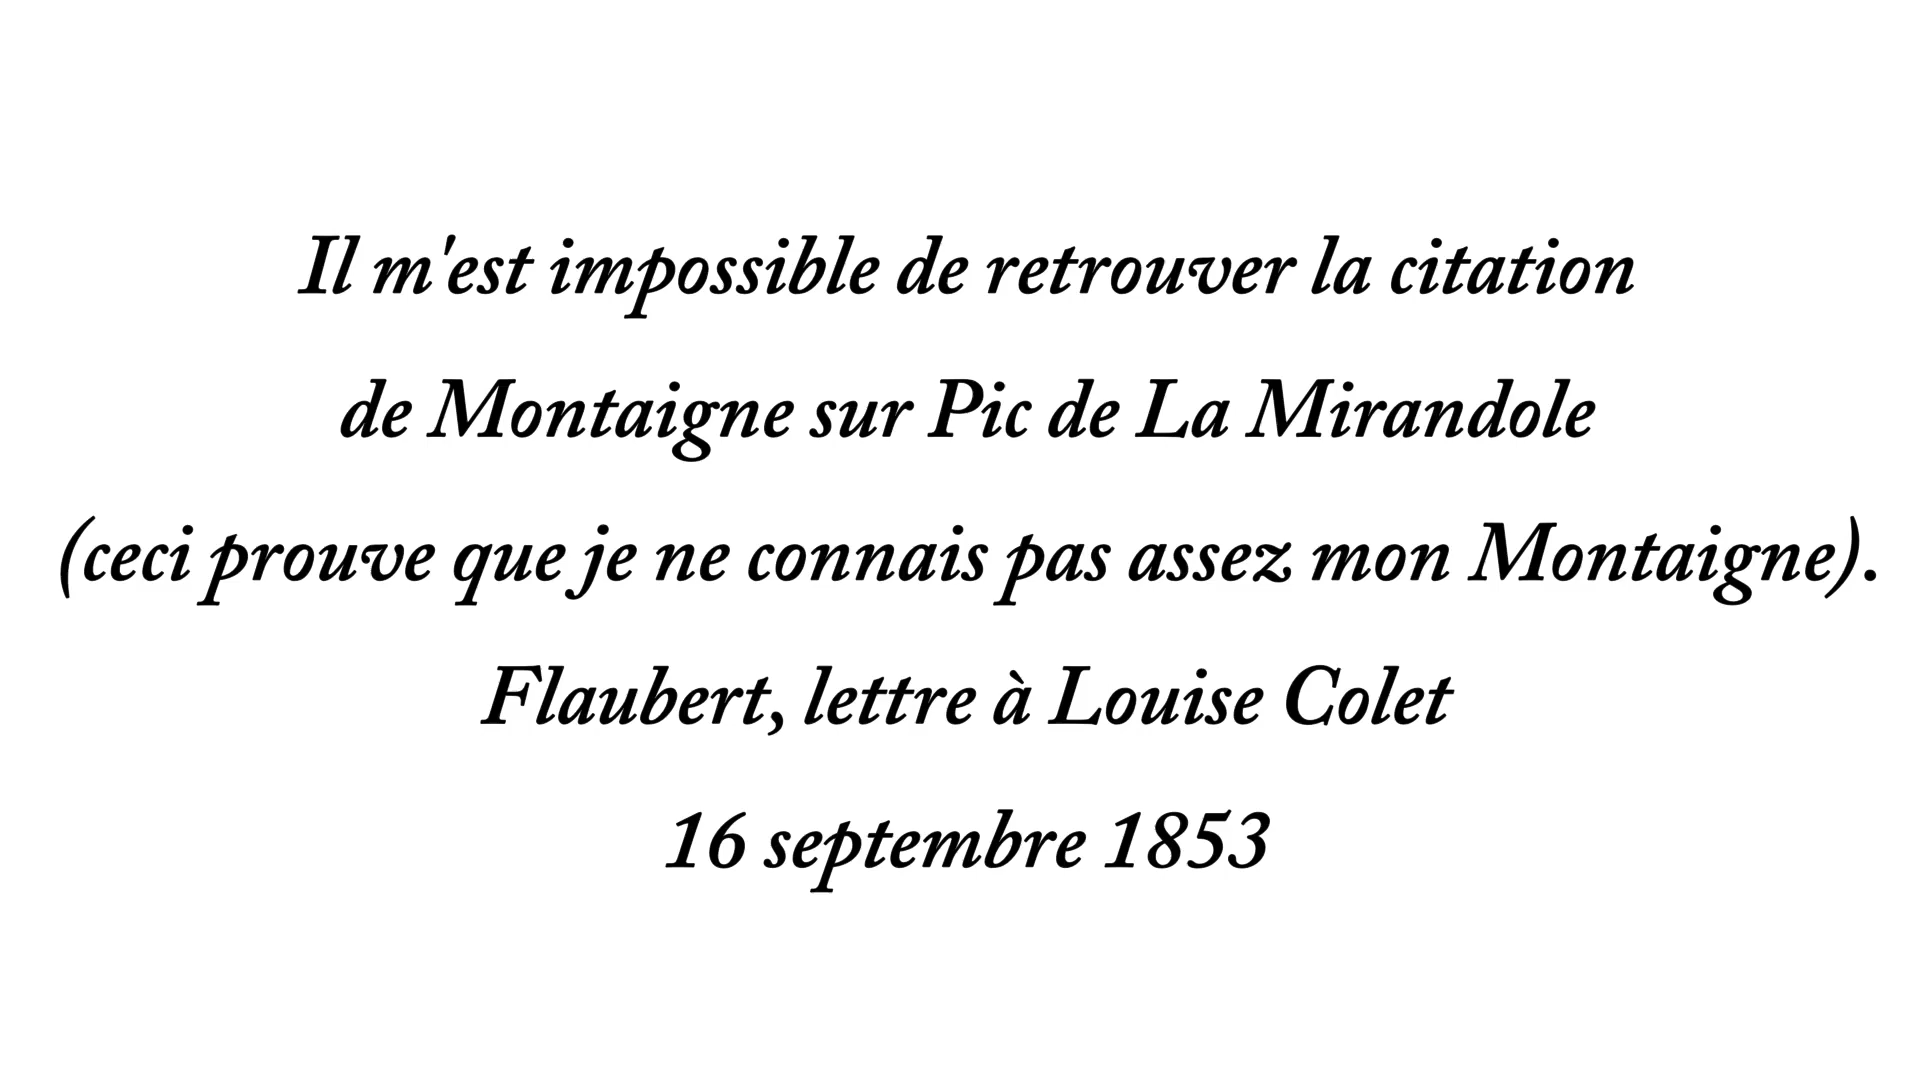 Il m'est impossible de retrouver la citation
de Montaigne sur Pic de La Mirandole
(ceci prouve que je ne connais pas assez mon Montaigne).
Flaubert, lettre à Louise Colet
16 septembre 1853